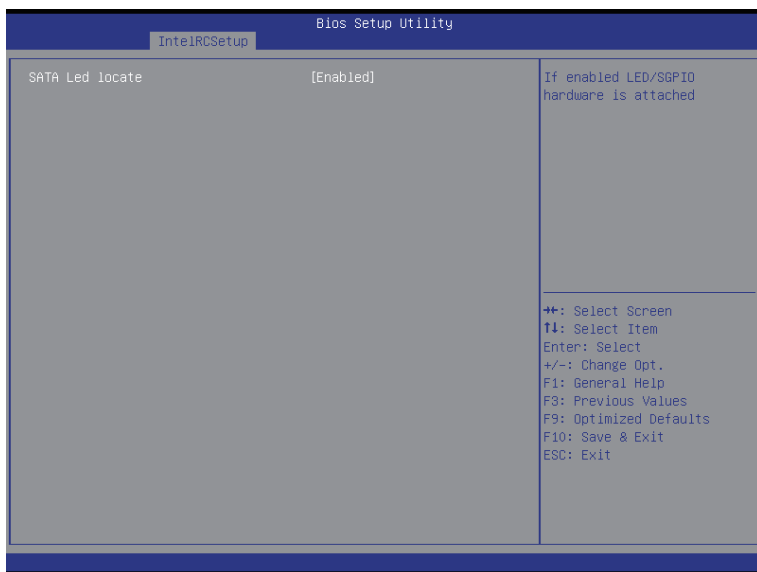 Bios Setup Utility
IntelRCSetup
SATA Led locate [Enabled]
If enabled LED/SGPIO
hardware is attached
→←: Select Screen
↑↓: Select Item
Enter: Select
+/-: Change Opt.
F1: General Help
F3: Previous Values
F9: Optimized Defaults
F10: Save & Exit
ESC: Exit